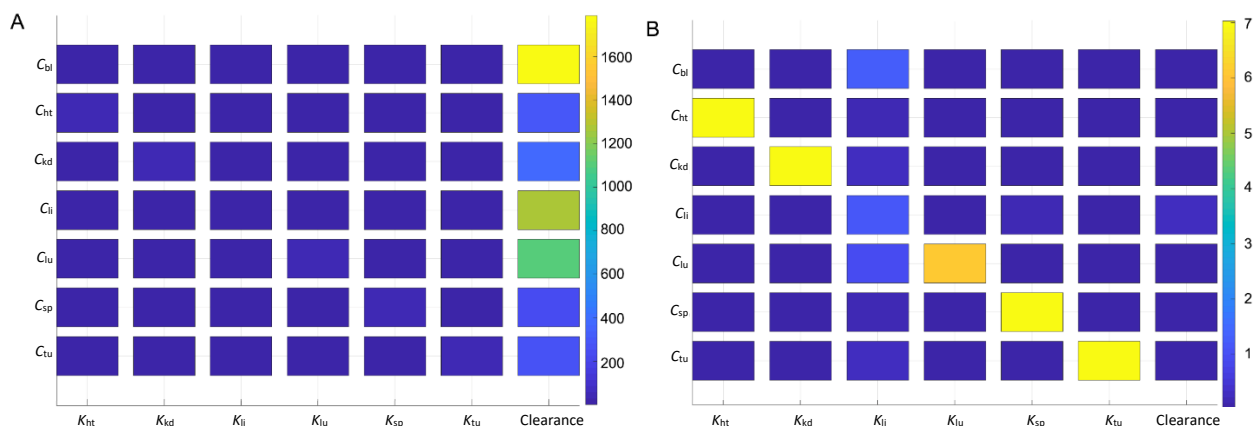 A
C_bl
C_ht
C_kd
C_li
C_lu
C_sp
C_tu
K_ht K_kd K_li K_lu K_sp K_tu Clearance
1600
1400
1200
1000
800
600
400
200
B
C_bl
C_ht
C_kd
C_li
C_lu
C_sp
C_tu
K_ht K_kd K_li K_lu K_sp K_tu Clearance
7
6
5
4
3
2
1